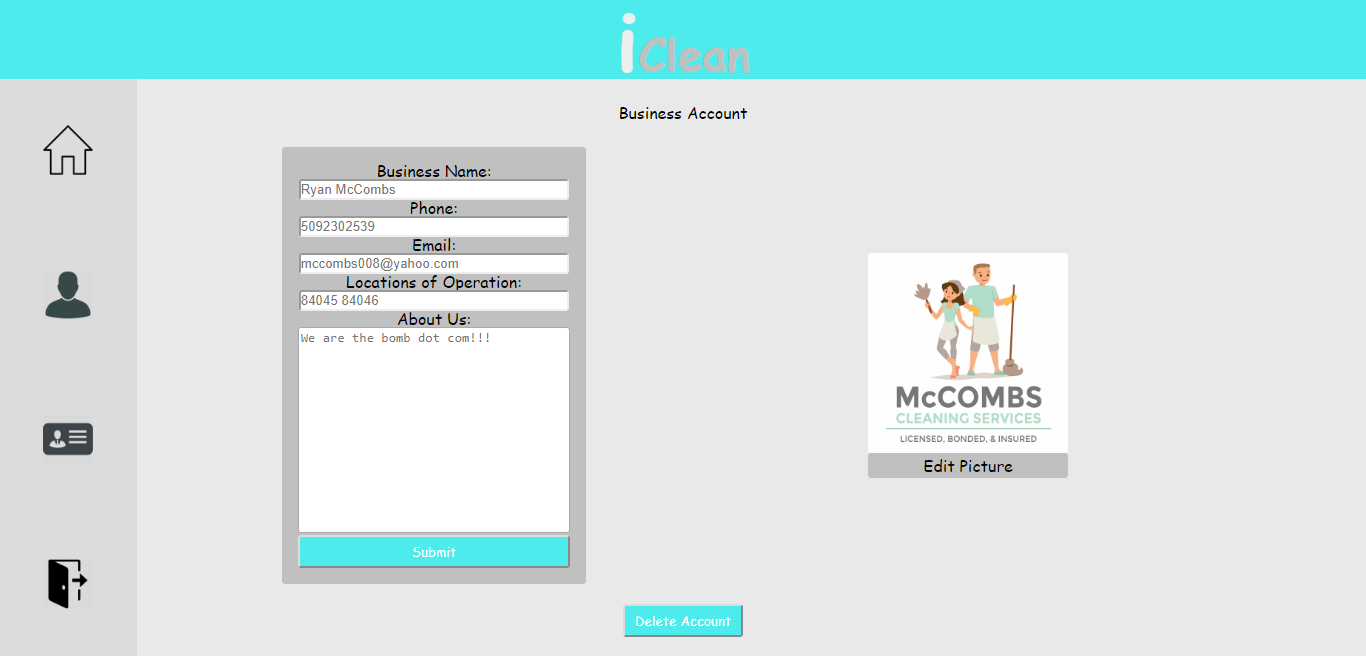 iClean
Business Account
Business Name:
Ryan McCombs
Phone:
5092302539
Email:
mccombs008@yahoo.com
Locations of Operation:
84045 84046
About Us:
We are the bomb dot com!!!
Submit
McCOMBS
CLEANING SERVICES
LICENSED, BONDED, & INSURED
Edit Picture
Delete Account